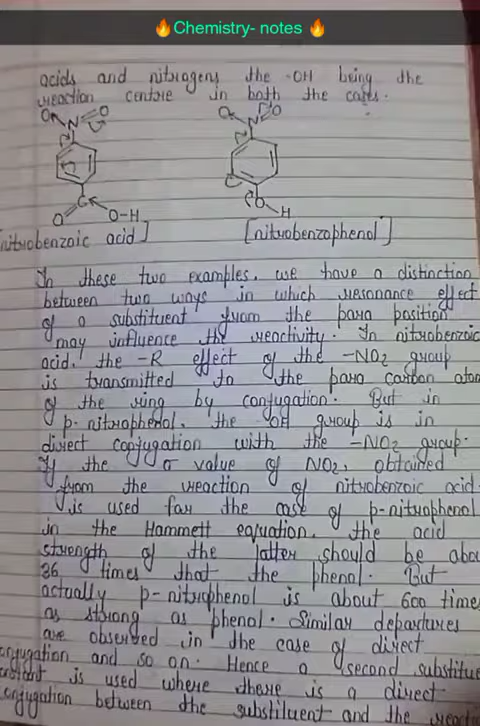 🔥Chemistry- notes 🔥
acids and nitrogens the -OH being the
reaction centre in both the cases.
O N O
O N O
C
O O-H
O
H
nitrobenzoic acid]
[nitrobenzophenol]
In these two examples, we have a distinction
between two ways in which resonance effect
of a substituent from the para position
may influence the reactivity. In nitrobenzoic
acid, the -R effect of the -NO2 group
is transmitted to the para carbon atom
of the ring by conjugation. But in
p-nitrophenol, the -OH group is in
direct conjugation with the -NO2 group.
If the σ value of NO2, obtained
from the reaction of nitrobenzoic acid
is used for the case of p-nitrophenol
in the Hammett equation, the acid
strength of the latter should be abou
36 times that the phenol. But
actually p-nitrophenol is about 600 times
as strong as phenol. Similar departures
are observed in the case of direct
onjugation and so on. Hence a second substitue
onstant is used where there is a direct
conjugation between the substituent and the reactio